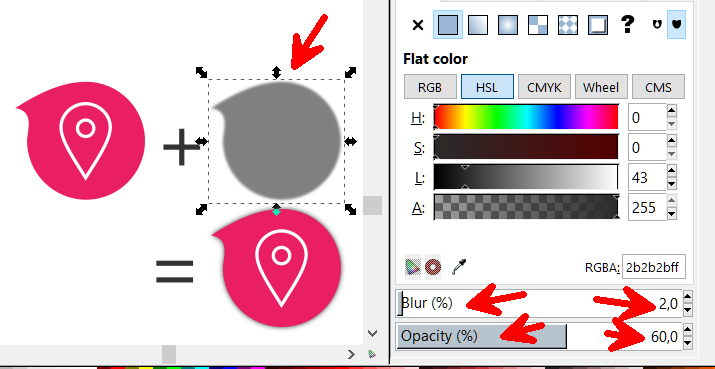 +
=
✕ ?
Flat color
RGB HSL CMYK Wheel CMS
H: 0
S: 0
L: 43
A: 255
RGBA: 2b2b2bff
Blur (%) 2,0
Opacity (%) 60,0